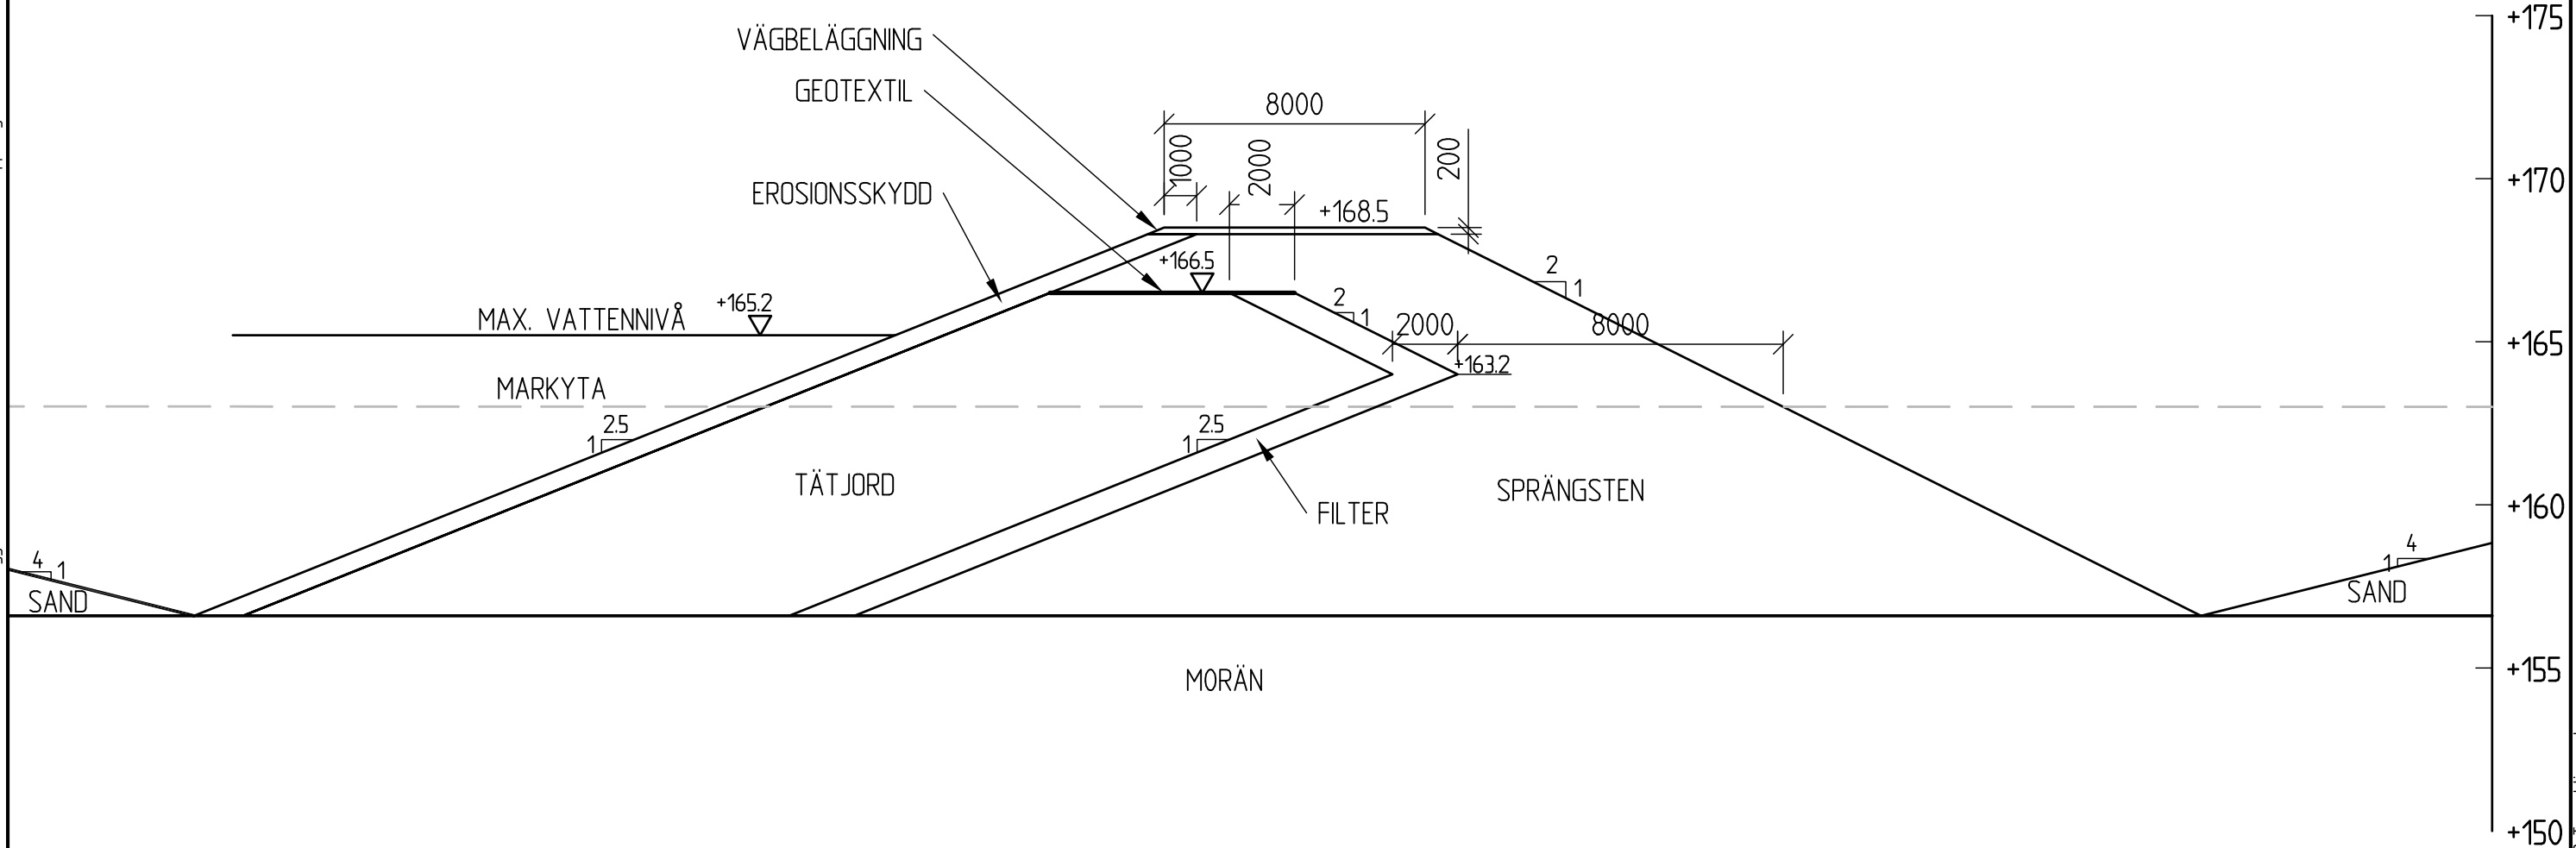 +175
VÄGBELÄGGNING
GEOTEXTIL
8000
1000
2000
200
+170
EROSIONSSKYDD
+168.5
+166.5
2
1
+165.2
MAX. VATTENNIVÅ
2
1
2000
8000
+165
+163.2
MARKYTA
2.5
1
2.5
1
TÄTJORD
SPRÄNGSTEN
FILTER
+160
4
1
SAND
4
1
SAND
MORÄN
+155
+150